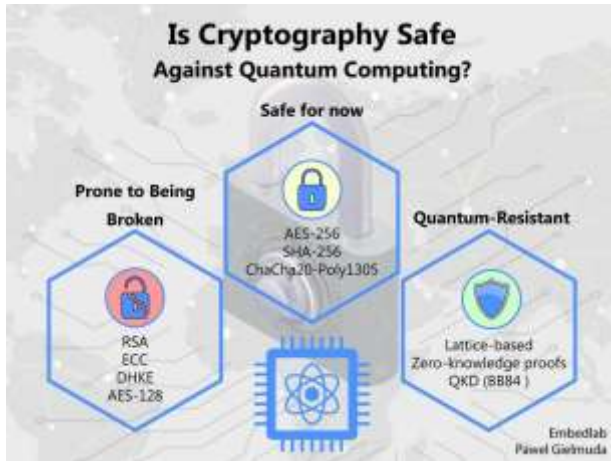 Is Cryptography Safe
Against Quantum Computing?
Safe for now
AES-256
SHA-256
ChaCha20-Poly1305
Prone to Being
Broken
RSA
ECC
DHKE
AES-128
Quantum-Resistant
Lattice-based
Zero-knowledge proofs
QKD (BB84 )
Embedlab
Pawel Gielmuda